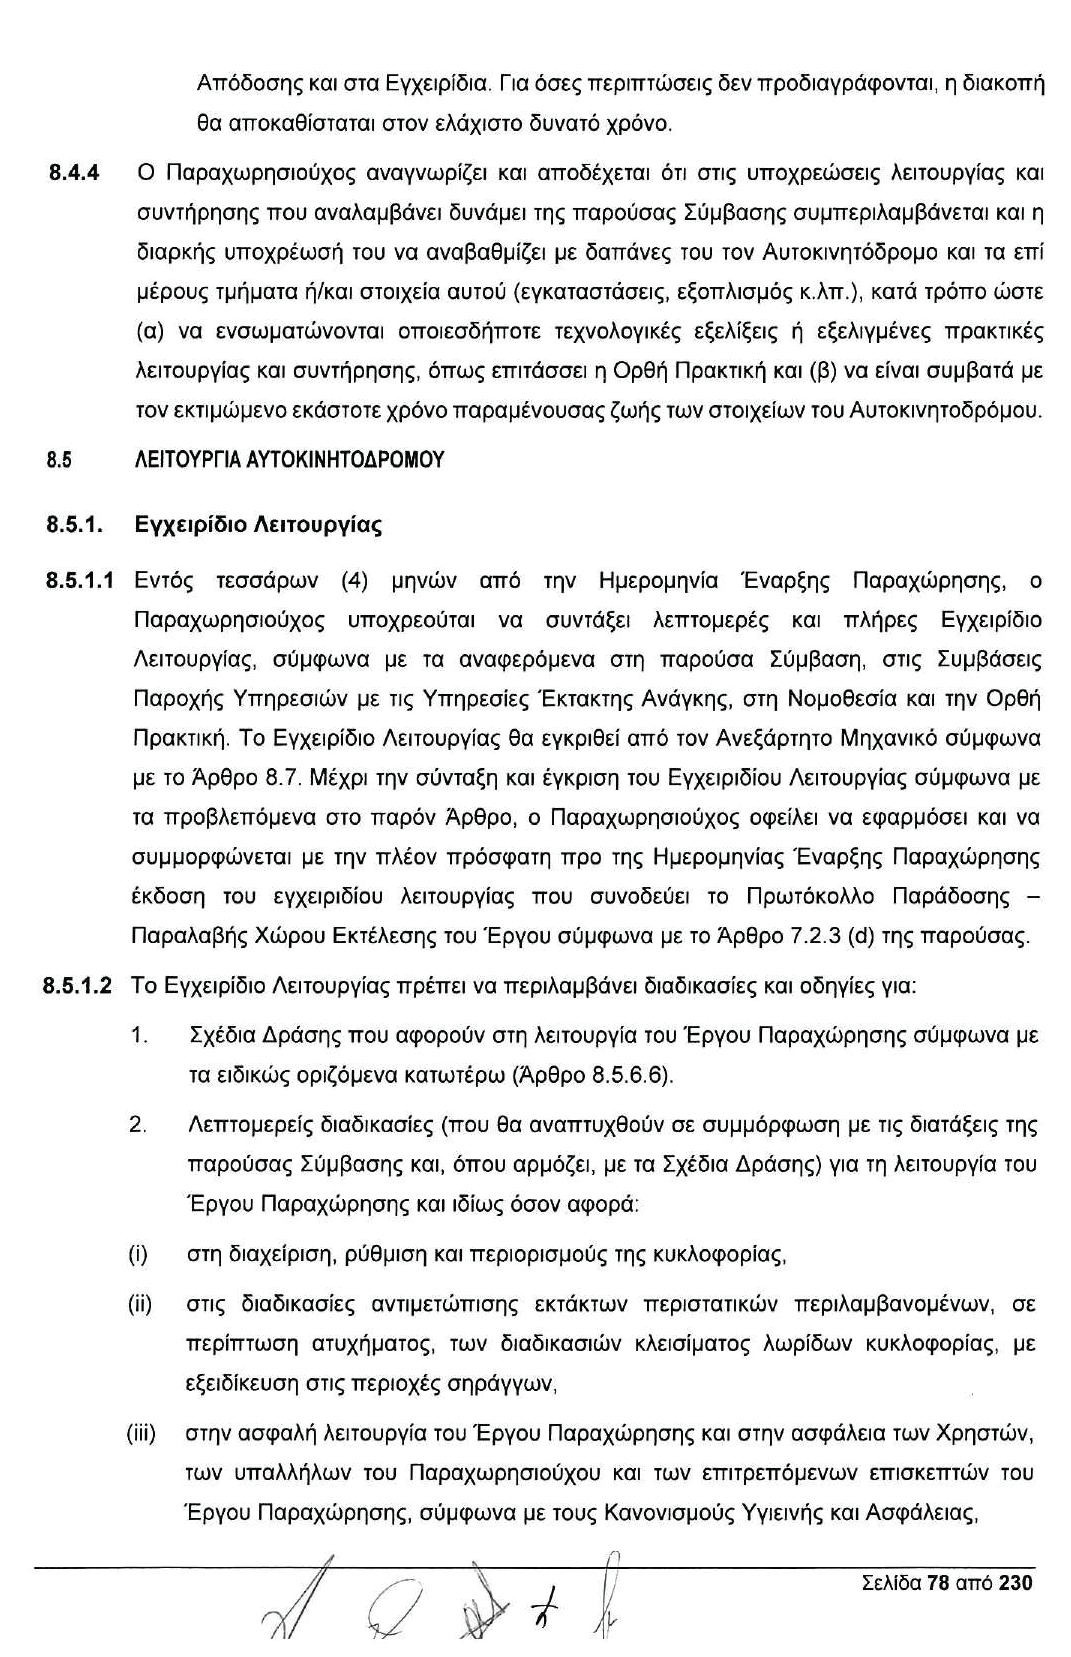 Απόδοσης και στα Εγχειρίδια. Για όσες περιπτώσεις δεν προδιαγράφονται, η διακοπή
θα αποκαθίσταται στον ελάχιστο δυνατό χρόνο.
8.4.4 Ο Παραχωρησιούχος αναγνωρίζει και αποδέχεται ότι στις υποχρεώσεις λειτουργίας και
συντήρησης που αναλαμβάνει δυνάμει της παρούσας Σύμβασης συμπεριλαμβάνεται και η
διαρκής υποχρέωσή του να αναβαθμίζει με δαπάνες του τον Αυτοκινητόδρομο και τα επί
μέρους τμήματα ή/και στοιχεία αυτού (εγκαταστάσεις, εξοπλισμός κ.λπ.), κατά τρόπο ώστε
(α) να ενσωματώνονται οποιεσδήποτε τεχνολογικές εξελίξεις ή εξελιγμένες πρακτικές
λειτουργίας και συντήρησης, όπως επιτάσσει η Ορθή Πρακτική και (β) να είναι συμβατά με
τον εκτιμώμενο εκάστοτε χρόνο παραμένουσας ζωής των στοιχείων του Αυτοκινητοδρόμου.
8.5 ΛΕΙΤΟΥΡΓΙΑ ΑΥΤΟΚΙΝΗΤΟΔΡΟΜΟΥ
8.5.1. Εγχειρίδιο Λειτουργίας
8.5.1.1 Εντός τεσσάρων (4) μηνών από την Ημερομηνία Έναρξης Παραχώρησης, ο
Παραχωρησιούχος υποχρεούται να συντάξει λεπτομερές και πλήρες Εγχειρίδιο
Λειτουργίας, σύμφωνα με τα αναφερόμενα στη παρούσα Σύμβαση, στις Συμβάσεις
Παροχής Υπηρεσιών με τις Υπηρεσίες Έκτακτης Ανάγκης, στη Νομοθεσία και την Ορθή
Πρακτική. Το Εγχειρίδιο Λειτουργίας θα εγκριθεί από τον Ανεξάρτητο Μηχανικό σύμφωνα
με το Άρθρο 8.7. Μέχρι την σύνταξη και έγκριση του Εγχειριδίου Λειτουργίας σύμφωνα με
τα προβλεπόμενα στο παρόν Άρθρο, ο Παραχωρησιούχος οφείλει να εφαρμόσει και να
συμμορφώνεται με την πλέον πρόσφατη προ της Ημερομηνίας Έναρξης Παραχώρησης
έκδοση του εγχειριδίου λειτουργίας που συνοδεύει το Πρωτόκολλο Παράδοσης –
Παραλαβής Χώρου Εκτέλεσης του Έργου σύμφωνα με το Άρθρο 7.2.3 (d) της παρούσας.
8.5.1.2 Το Εγχειρίδιο Λειτουργίας πρέπει να περιλαμβάνει διαδικασίες και οδηγίες για:
1. Σχέδια Δράσης που αφορούν στη λειτουργία του Έργου Παραχώρησης σύμφωνα με
τα ειδικώς οριζόμενα κατωτέρω (Άρθρο 8.5.6.6).
2. Λεπτομερείς διαδικασίες (που θα αναπτυχθούν σε συμμόρφωση με τις διατάξεις της
παρούσας Σύμβασης και, όπου αρμόζει, με τα Σχέδια Δράσης) για τη λειτουργία του
Έργου Παραχώρησης και ιδίως όσον αφορά:
(i) στη διαχείριση, ρύθμιση και περιορισμούς της κυκλοφορίας,
(ii) στις διαδικασίες αντιμετώπισης εκτάκτων περιστατικών περιλαμβανομένων, σε
περίπτωση ατυχήματος, των διαδικασιών κλεισίματος λωρίδων κυκλοφορίας, με
εξειδίκευση στις περιοχές σηράγγων,
(iii) στην ασφαλή λειτουργία του Έργου Παραχώρησης και στην ασφάλεια των Χρηστών,
των υπαλλήλων του Παραχωρησιούχου και των επιτρεπόμενων επισκεπτών του
Έργου Παραχώρησης, σύμφωνα με τους Κανονισμούς Υγιεινής και Ασφάλειας,
Σελίδα 78 από 230